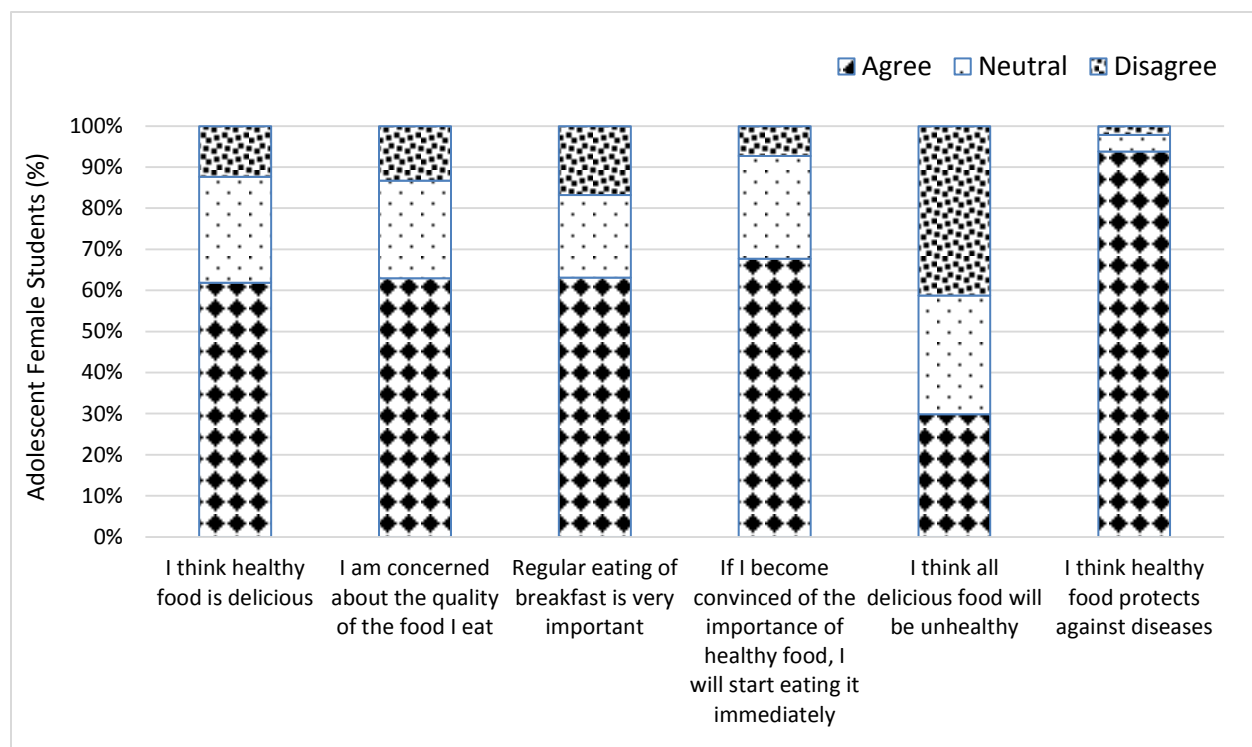 Agree Neutral Disagree
Adolescent Female Students (%)
100%
90%
80%
70%
60%
50%
40%
30%
20%
10%
0%
I think healthy
food is delicious
I am concerned
about the quality
of the food I eat
Regular eating of
breakfast is very
important
If I become
convinced of the
importance of
healthy food, I
will start eating it
immediately
I think all
delicious food will
be unhealthy
I think healthy
food protects
against diseases